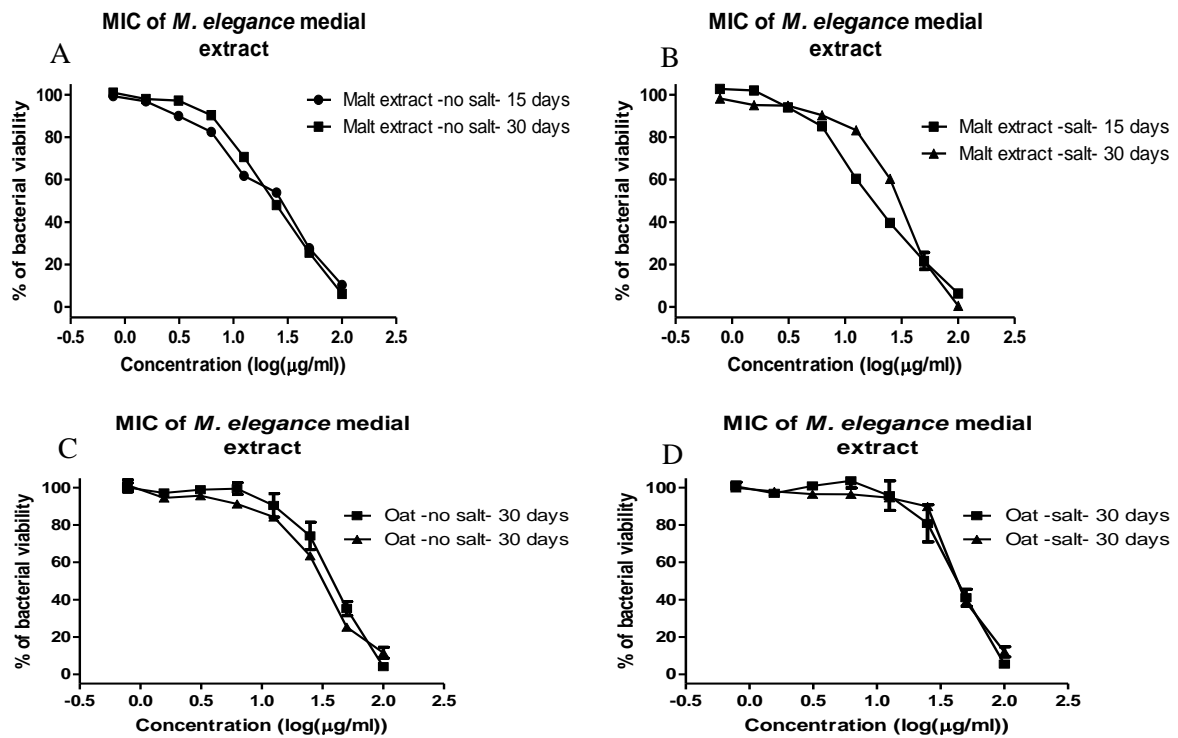 MIC of M. elegance medial
extract
A
Malt extract -no salt- 15 days
Malt extract -no salt- 30 days
% of bacterial viability
100
80
60
40
20
0
-0.5 0.0 0.5 1.0 1.5 2.0 2.5
Concentration (log(µg/ml))
MIC of M. elegance medial
extract
B
Malt extract -salt- 15 days
Malt extract -salt- 30 days
% of bacterial viability
100
80
60
40
20
0
-0.5 0.0 0.5 1.0 1.5 2.0 2.5
Concentration (log(µg/ml))
MIC of M. elegance medial
extract
C
Oat -no salt- 30 days
Oat -no salt- 30 days
% of bacterial viability
100
80
60
40
20
0
-0.5 0.0 0.5 1.0 1.5 2.0 2.5
Concentration (log(µg/ml))
MIC of M. elegance medial
extract
D
Oat -salt- 30 days
Oat -salt- 30 days
% of bacterial viability
100
80
60
40
20
0
-0.5 0.0 0.5 1.0 1.5 2.0 2.5
Concentration (log(µg/ml))